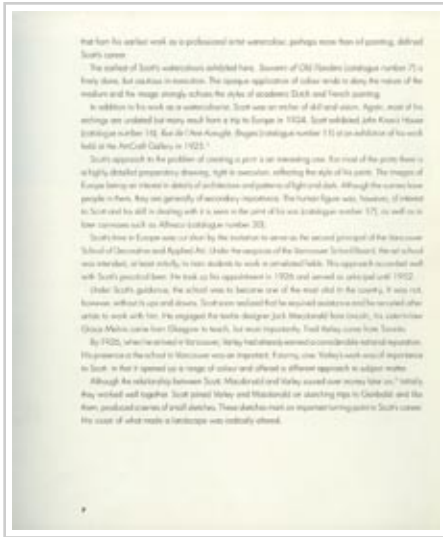 that from his earliest work as a professional artist watercolour, perhaps more than oil painting, defined
Scott's career.
The earliest of Scott's watercolours exhibited here, Souvenir of Old Flanders (catalogue number 7) is
finely done, but cautious in execution. The opaque application of colour tends to deny the nature of the
medium and the image strongly echoes the styles of academic Dutch and French painting.
In addition to his work as a watercolourist, Scott was an etcher of skill and vision. Again, most of his
etchings are undated but many result from a trip to Europe in 1924. Scott exhibited John Knox's House
(catalogue number 16), Rue de l'Ane Aveugle, Bruges (catalogue number 15) at an exhibition of his work
held at the ArtCraft Gallery in 1925.
Scott's approach to the problem of creating a print is an interesting one. For most of the prints there
is a highly detailed preparatory drawing, tight in execution, reflecting the style of his prints. The images of
Europe betray an interest in details of architecture and patterns of light and dark. Although the scenes have
people in them, they are generally of secondary importance. The human figure was, however, of interest
to Scott and his skill in dealing with it is seen in the print of his son (catalogue number 17), as well as in
later canvases such as (catalogue number 20).
Scott's time in Europe was cut short by the invitation to serve as the second principal of the Vancouver
School of Decorative and Applied Art. Under the auspices of the Vancouver School Board, the art school
was intended, at least initially, to train students to work in art-related fields. This approach accorded well
with Scott's practical bent. He took up his appointment in 1926 and served as principal until 1952.
Under Scott's guidance, the school was to become one of the most vital in the country. It was not,
however, without its ups and downs. Scott soon realized that he required assistance and he recruited other
artists to work with him. He engaged the textile designer Jock Macdonald from Lincoln, his sister-in-law
Grace Melvin came from Glasgow to teach, but most importantly, Fred Varley came from Toronto.
By 1926, when he arrived in Vancouver, Varley had already earned a considerable national reputation.
His presence at the school in Vancouver was an important, if stormy, one. Varley's work was of importance
to Scott, in that it opened up a range of colour and offered a different approach to subject matter.
Although the relationship between Scott, Macdonald and Varley soured over money later on, initially
they worked well together. Scott joined Varley and Macdonald on sketching trips to Garibaldi and like
them, produced a series of small sketches. These sketches mark an important turning point in Scott's career.
His vision of what made a landscape was radically altered.